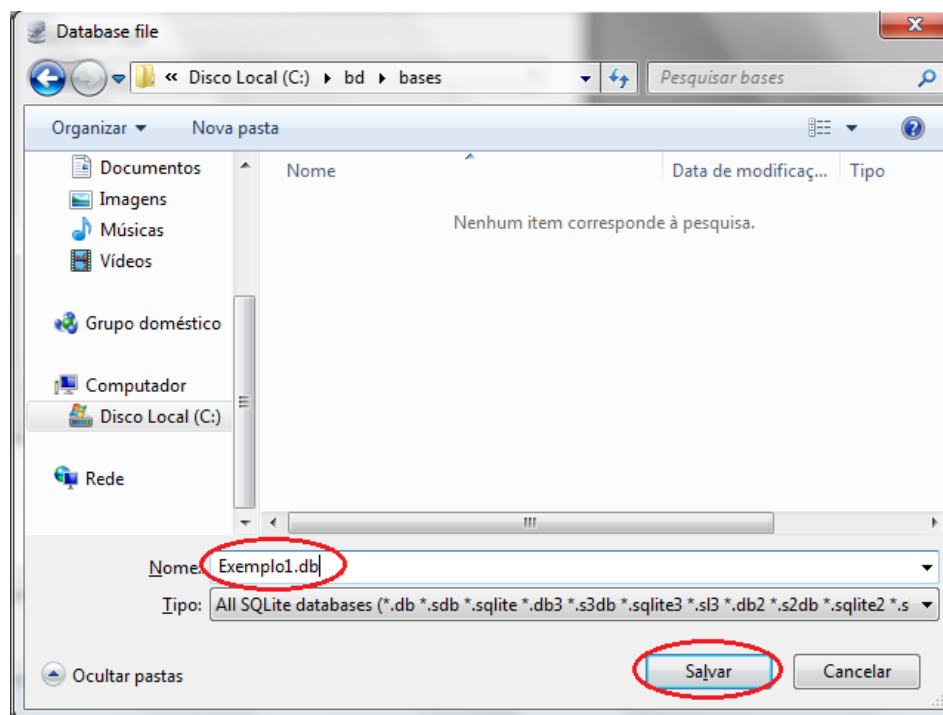 Database file
« Disco Local (C:) ▸ bd ▸ bases
Pesquisar bases
Organizar
Nova pasta
Documentos
Imagens
Músicas
Vídeos
Grupo doméstico
Computador
Disco Local (C:)
Rede
Nome
Data de modificaç...
Tipo
Nenhum item corresponde à pesquisa.
Nome: Exemplo1.db
Tipo: All SQLite databases (*.db *.sdb *.sqlite *.db3 *.s3db *.sqlite3 *.sl3 *.db2 *.s2db *.sqlite2 *.s
Ocultar pastas
Salvar
Cancelar